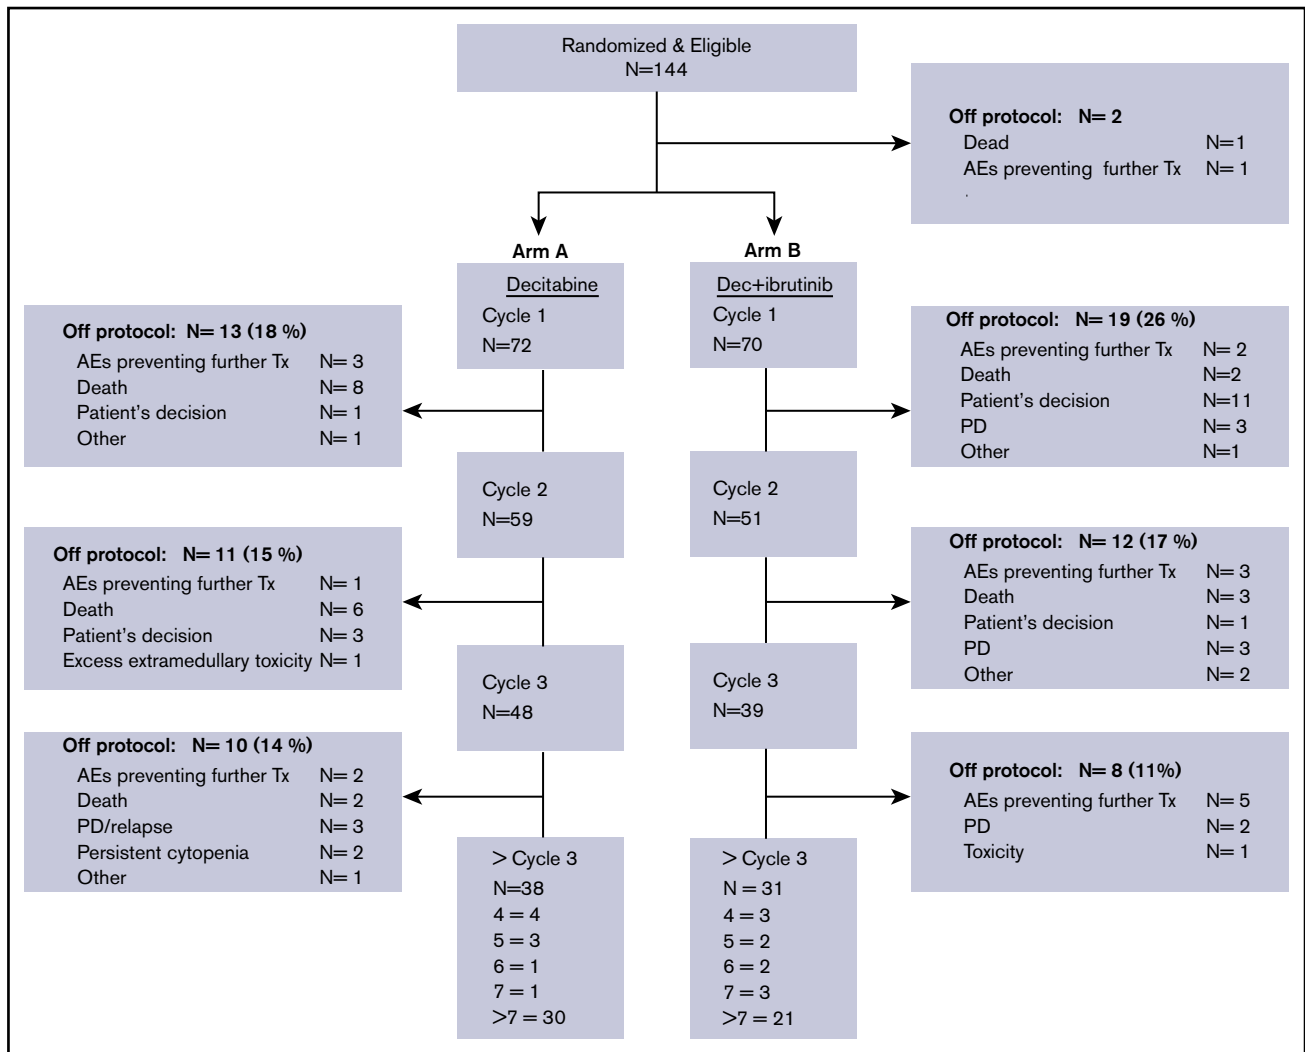 Randomized & Eligible
N=144
Off protocol: N= 2
Dead N=1
AEs preventing further Tx N= 1
.
Arm A
Arm B
Decitabine
Cycle 1
N=72
Dec+ibrutinib
Cycle 1
N=70
Off protocol: N= 13 (18 %)
AEs preventing further Tx N= 3
Death N= 8
Patient's decision N= 1
Other N= 1
Off protocol: N= 19 (26 %)
AEs preventing further Tx N= 2
Death N=2
Patient's decision N=11
PD N= 3
Other N=1
Cycle 2
N=59
Cycle 2
N=51
Off protocol: N= 11 (15 %)
AEs preventing further Tx N= 1
Death N= 6
Patient's decision N= 3
Excess extramedullary toxicity N= 1
Off protocol: N= 12 (17 %)
AEs preventing further Tx N= 3
Death N= 3
Patient's decision N= 1
PD N= 3
Other N= 2
Cycle 3
N=48
Cycle 3
N=39
Off protocol: N= 10 (14 %)
AEs preventing further Tx N= 2
Death N= 2
PD/relapse N= 3
Persistent cytopenia N= 2
Other N= 1
Off protocol: N= 8 (11%)
AEs preventing further Tx N= 5
PD N= 2
Toxicity N= 1
> Cycle 3
N=38
4 = 4
5 = 3
6 = 1
7 = 1
>7 = 30
> Cycle 3
N = 31
4 = 3
5 = 2
6 = 2
7 = 3
>7 = 21